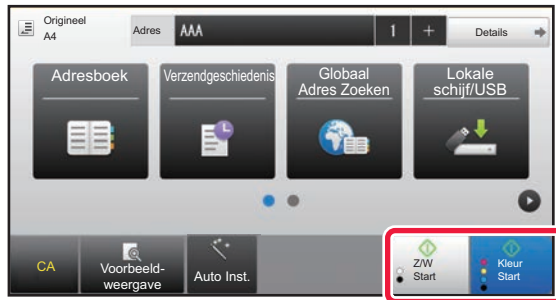 Origineel
A4
Adres AAA 1 + Details
Adresboek
Verzendgeschiedenis
Globaal
Adres Zoeken
Lokale
schijf/USB
CA
Voorbeeld-
weergave
Auto Inst.
Z/W
Start
Kleur
Start